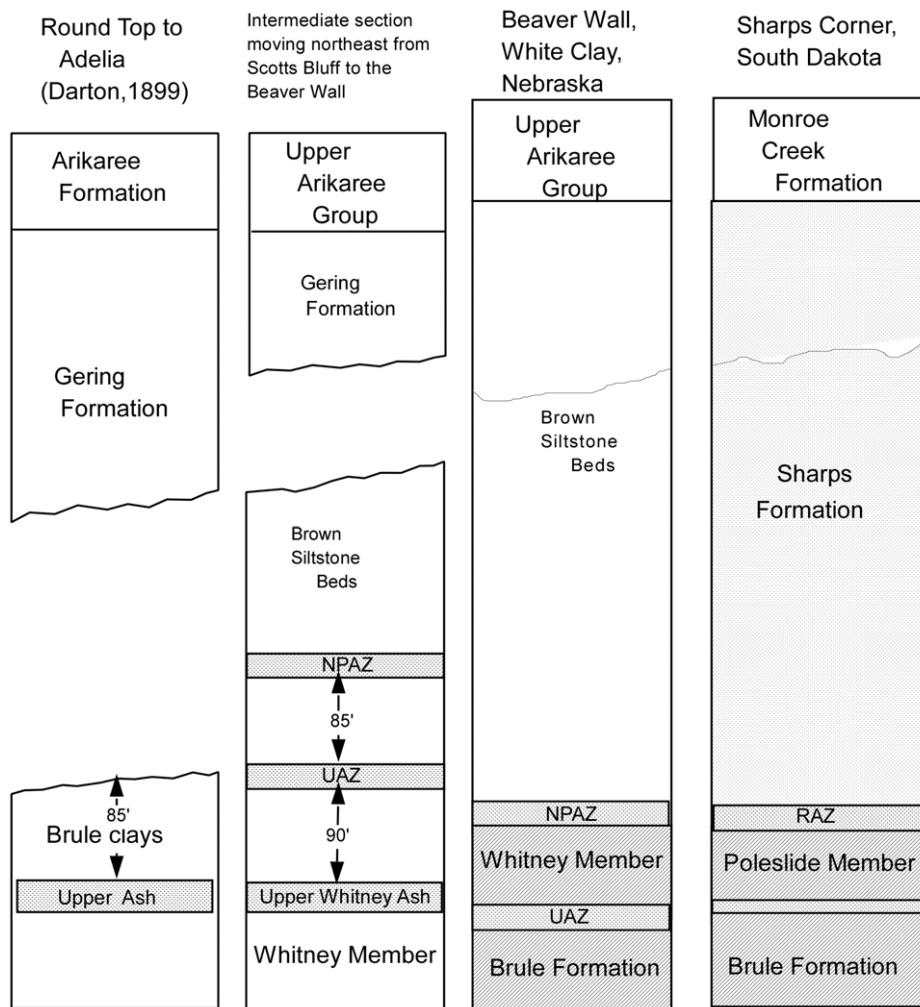 Round Top to
Adelia
(Darton,1899)
Arikaree
Formation
Gering
Formation
85'
Brule clays
Upper Ash
Intermediate section
moving northeast from
Scotts Bluff to the
Beaver Wall
Upper
Arikaree
Group
Gering
Formation
Brown
Siltstone
Beds
NPAZ
85'
UAZ
90'
Upper Whitney Ash
Whitney Member
Beaver Wall,
White Clay,
Nebraska
Upper
Arikaree
Group
Brown
Siltstone
Beds
NPAZ
Whitney Member
UAZ
Brule Formation
Sharps Corner,
South Dakota
Monroe
Creek
Formation
Sharps
Formation
RAZ
Poleslide Member
Brule Formation